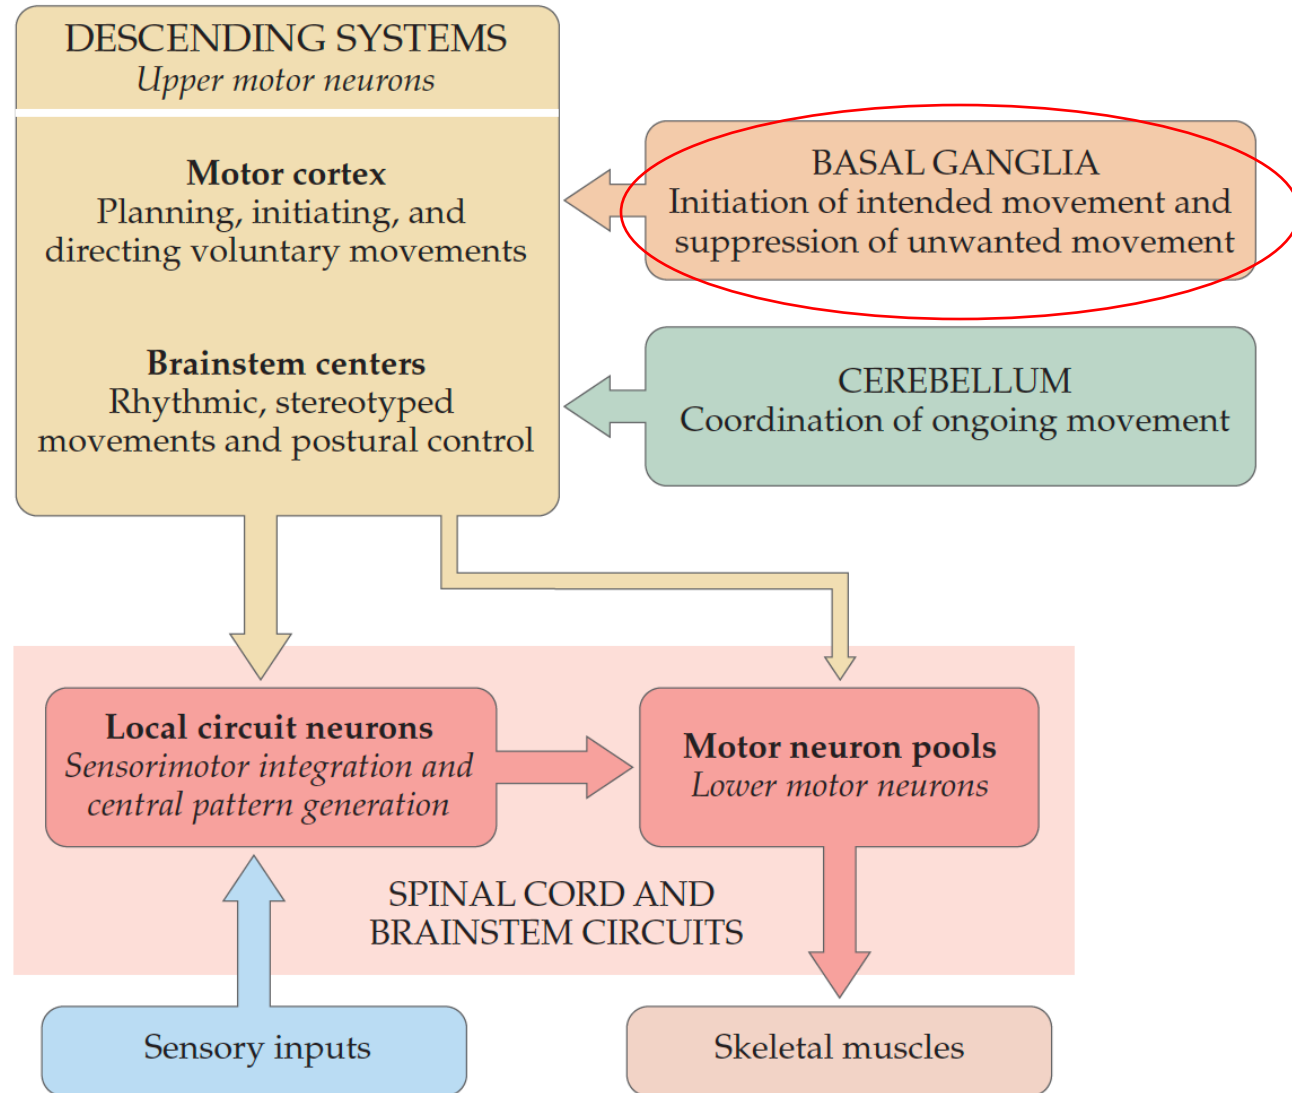 DESCENDING SYSTEMS
Upper motor neurons
Motor cortex
Planning, initiating, and
directing voluntary movements
Brainstem centers
Rhythmic, stereotyped
movements and postural control
BASAL GANGLIA
Initiation of intended movement and
suppression of unwanted movement
CEREBELLUM
Coordination of ongoing movement
Local circuit neurons
Sensorimotor integration and
central pattern generation
Motor neuron pools
Lower motor neurons
SPINAL CORD AND
BRAINSTEM CIRCUITS
Sensory inputs
Skeletal muscles